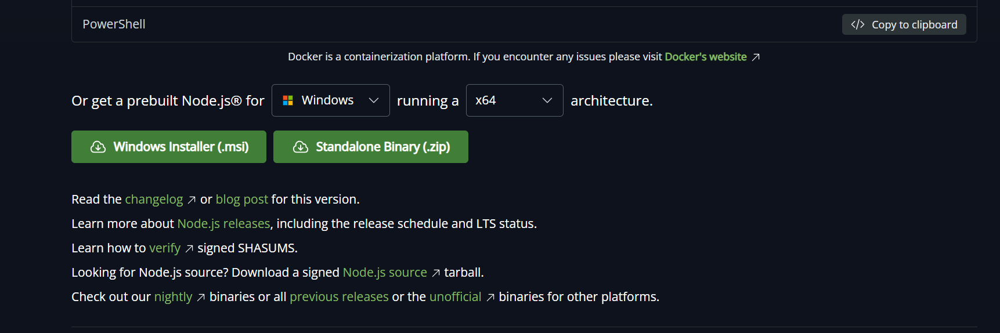 PowerShell
Copy to clipboard
Docker is a containerization platform. If you encounter any issues please visit Docker's website
Or get a prebuilt Node.js® for Windows running a x64 architecture.
Windows Installer (.msi) Standalone Binary (.zip)
Read the changelog or blog post for this version.
Learn more about Node.js releases, including the release schedule and LTS status.
Learn how to verify signed SHASUMS.
Looking for Node.js source? Download a signed Node.js source tarball.
Check out our nightly binaries or all previous releases or the unofficial binaries for other platforms.